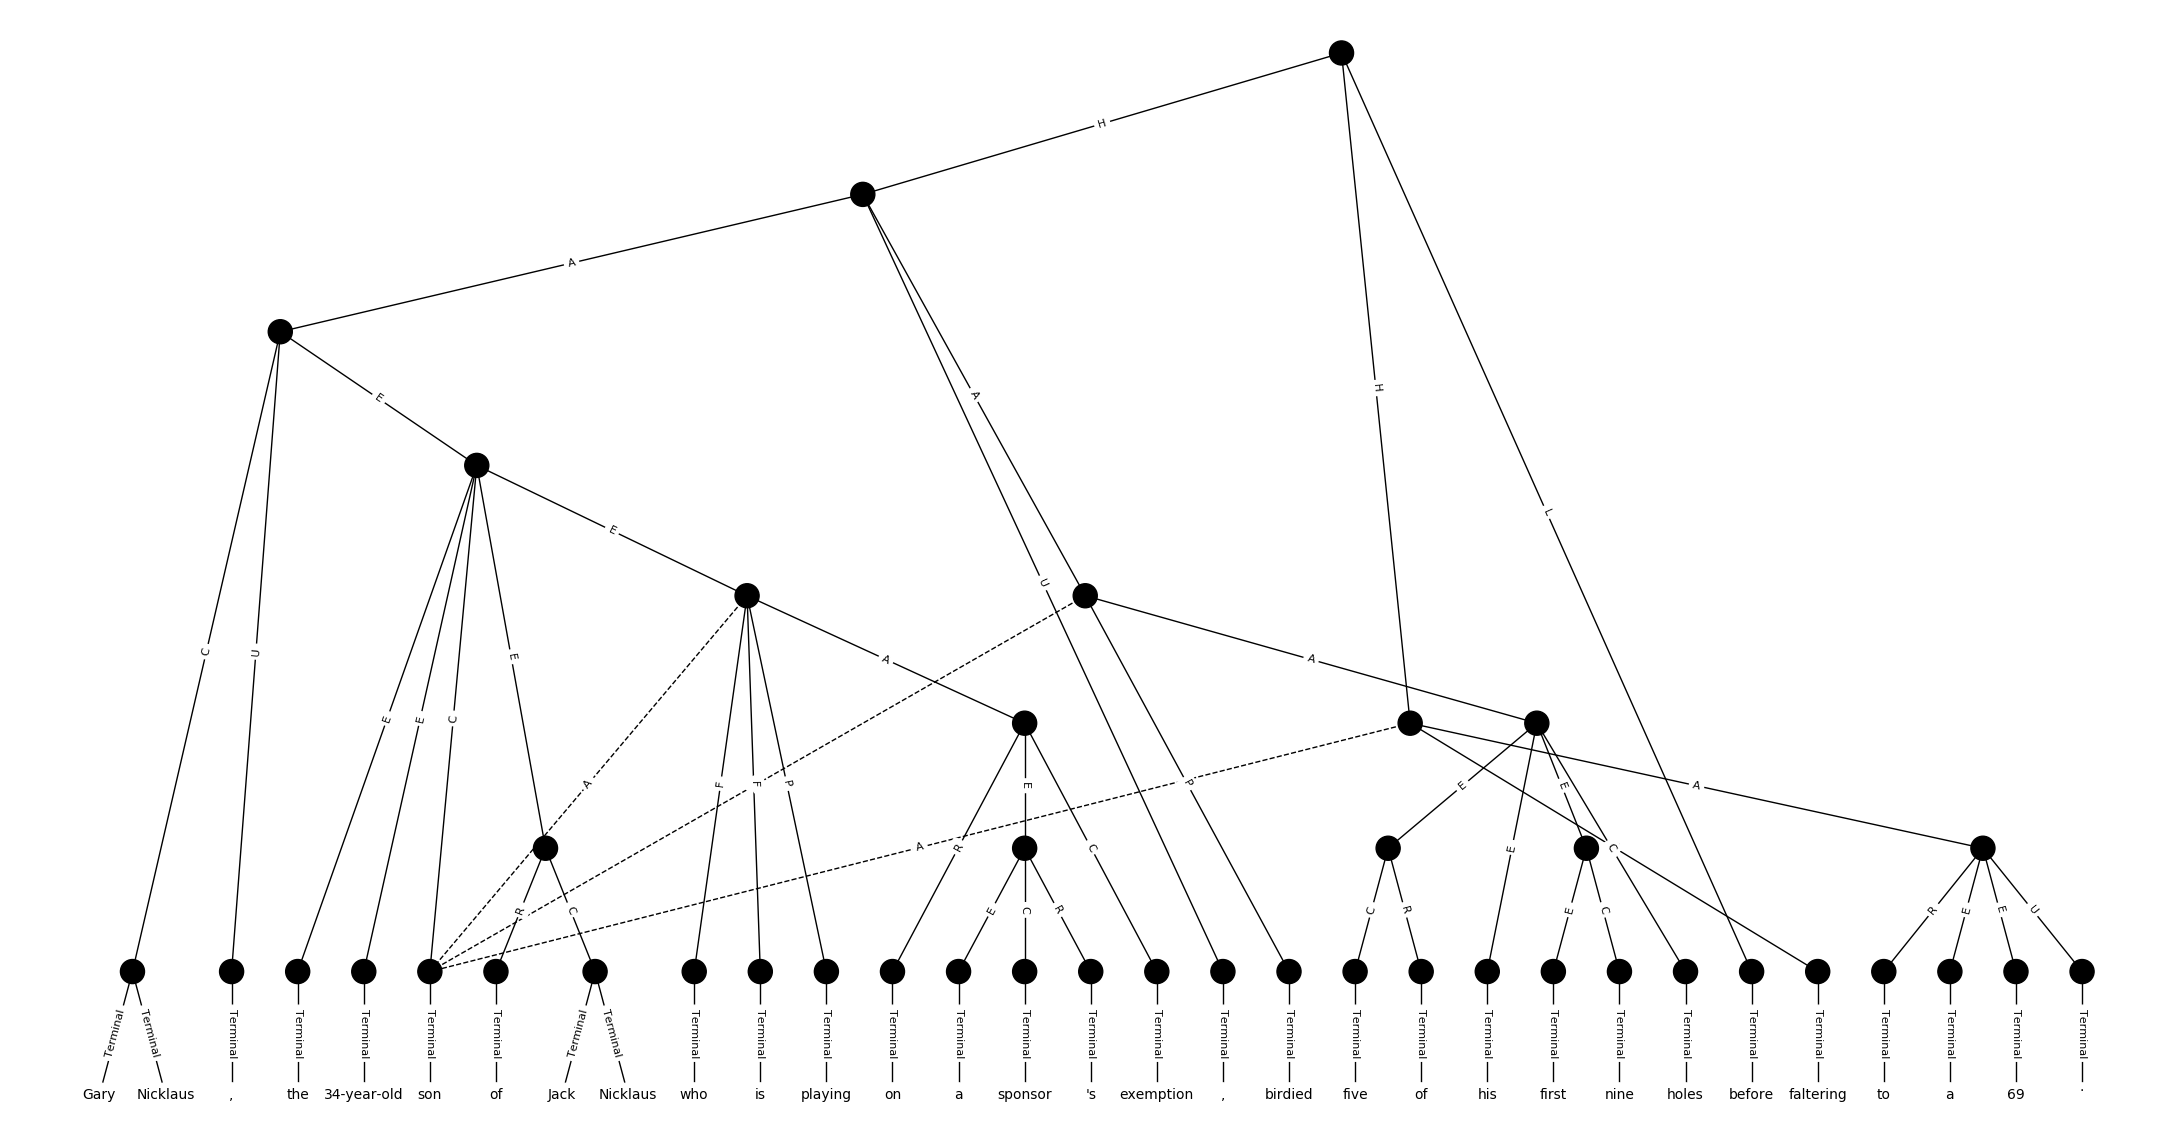 H
A
E
A
H
C
E
L
U
U
C
E
A
A
E
E
C
A
F
F
P
E
P
E
E
A
A
R
C
E
C
R
C
E
C
R
C
R
E
C
R
E
E
U
Terminal Terminal Terminal Terminal Terminal Terminal Terminal Terminal Terminal Terminal Terminal Terminal Terminal Terminal Terminal Terminal Terminal Terminal Terminal Terminal Terminal Terminal Terminal Terminal Terminal Terminal Terminal Terminal Terminal Terminal Terminal
Gary Nicklaus , the 34-year-old son of Jack Nicklaus who is playing on a sponsor 's exemption , birdied five of his first nine holes before faltering to a 69 .